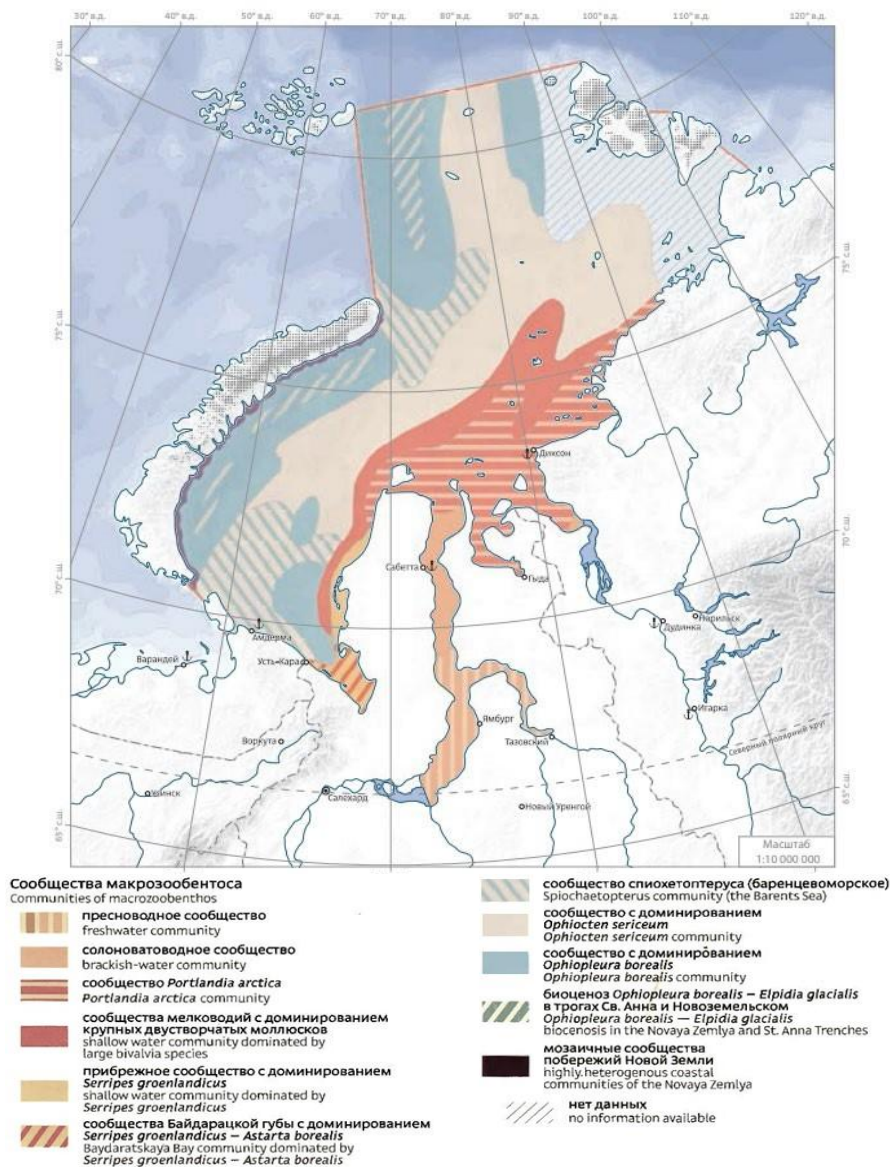 30° в.д. 40° в.д. 50° в.д. 60° в.д. 70° в.д. 80° в.д. 90° в.д. 100° в.д. 110° в.д. 120° в.д.
80° с.ш.
75° с.ш.
75° с.ш.
Диксон
70° с.ш.
70° с.ш.
Сабетта
Гыда
Амдерма
Норильск
Дудинка
Варандей
Усть-Кара
Игарка
Ямбург
Воркута
Тазовский
Северный полярный круг
Усинск
Салехард
Новый Уренгой
65° с.ш.
65° с.ш.
Масштаб
1:10 000 000
Сообщества макрозообентоса
Communities of macrozoobenthos
пресноводное сообщество
freshwater community
солоноватоводное сообщество
brackish-water community
сообщество Portlandia arctica
Portlandia arctica community
сообщества мелководий с доминированием
крупных двустворчатых моллюсков
shallow water community dominated by
large bivalvia species
прибрежное сообщество с доминированием
Serripes groenlandicus
shallow water community dominated by
Serripes groenlandicus
сообщества Байдарацкой губы с доминированием
Serripes groenlandicus – Astarta borealis
Baydaratskaya Bay community dominated by
Serripes groenlandicus – Astarta borealis
сообщество спиохетоптеруса (баренцевоморское)
Spiochaetopterus community (the Barents Sea)
сообщество с доминированием
Ophiocten sericeum
Ophiocten sericeum community
сообщество с доминированием
Ophiopleura borealis
Ophiopleura borealis community
биоценоз Ophiopleura borealis – Elpidia glacialis
в трогах Св. Анна и Новоземельском
Ophiopleura borealis — Elpidia glacialis
biocenosis in the Novaya Zemlya and St. Anna Trenches
мозаичные сообщества
побережий Новой Земли
highly heterogenous coastal
communities of the Novaya Zemlya
нет данных
no information available